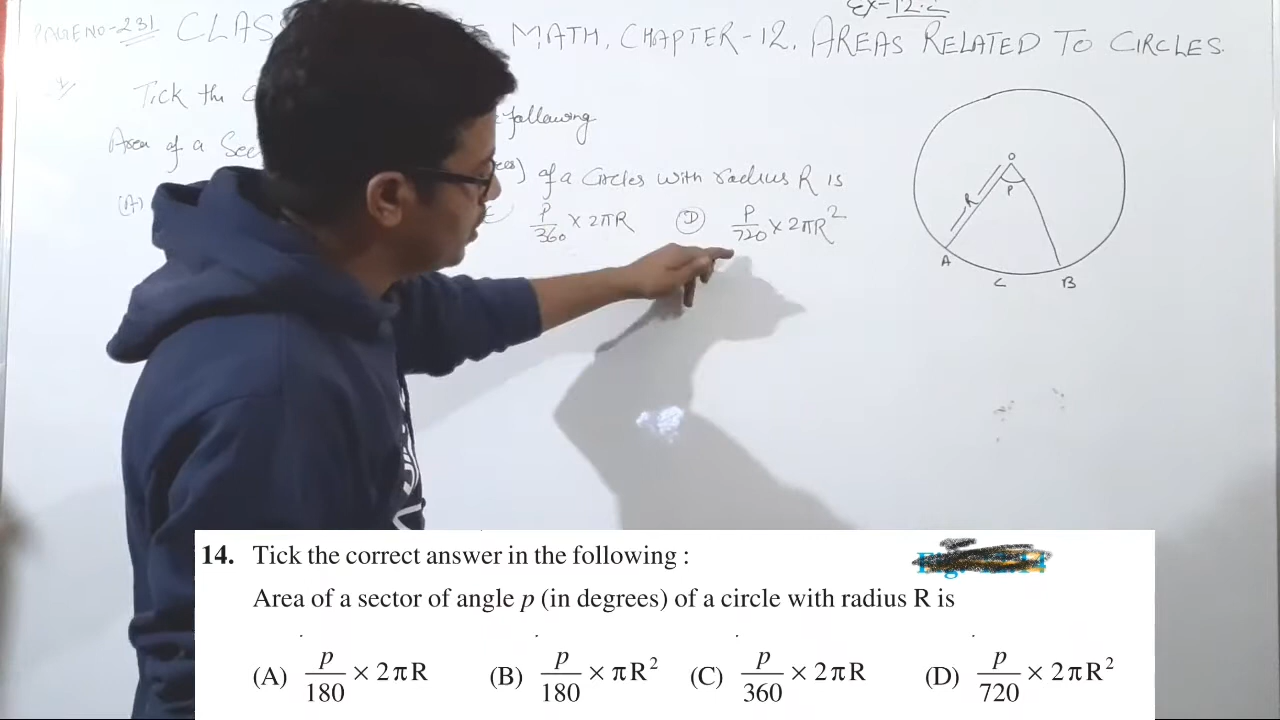 PAGE NO-231 CLASS MATH, CHAPTER-12, AREAS RELATED TO CIRCLES.
EX-12.2
Tick the following
Area of a Sec
of a Circles with radius R is
(A) P/360 × 2πR (D) P/720 × 2πR²
O
P
R
A
C
B
14. Tick the correct answer in the following :
Area of a sector of angle p (in degrees) of a circle with radius R is
(A) p/180 × 2πR (B) p/180 × πR² (C) p/360 × 2πR (D) p/720 × 2πR²